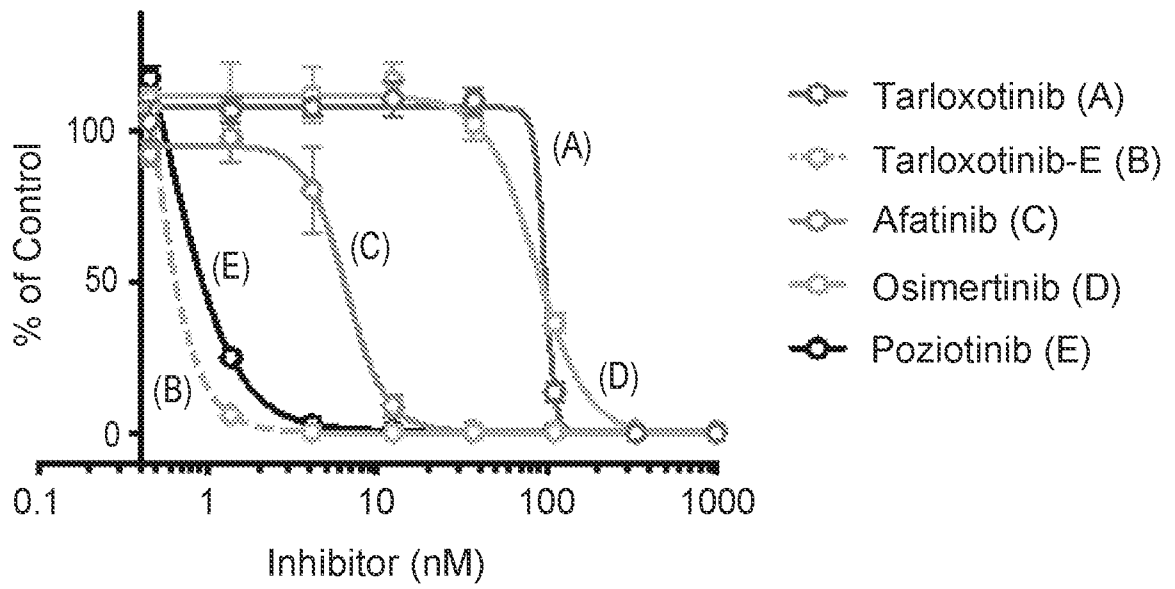 % of Control
100
50
0
0.1 1 10 100 1000
Inhibitor (nM)
(A)
(B)
(C)
(D)
(E)
Tarloxotinib (A)
Tarloxotinib-E (B)
Afatinib (C)
Osimertinib (D)
Poziotinib (E)